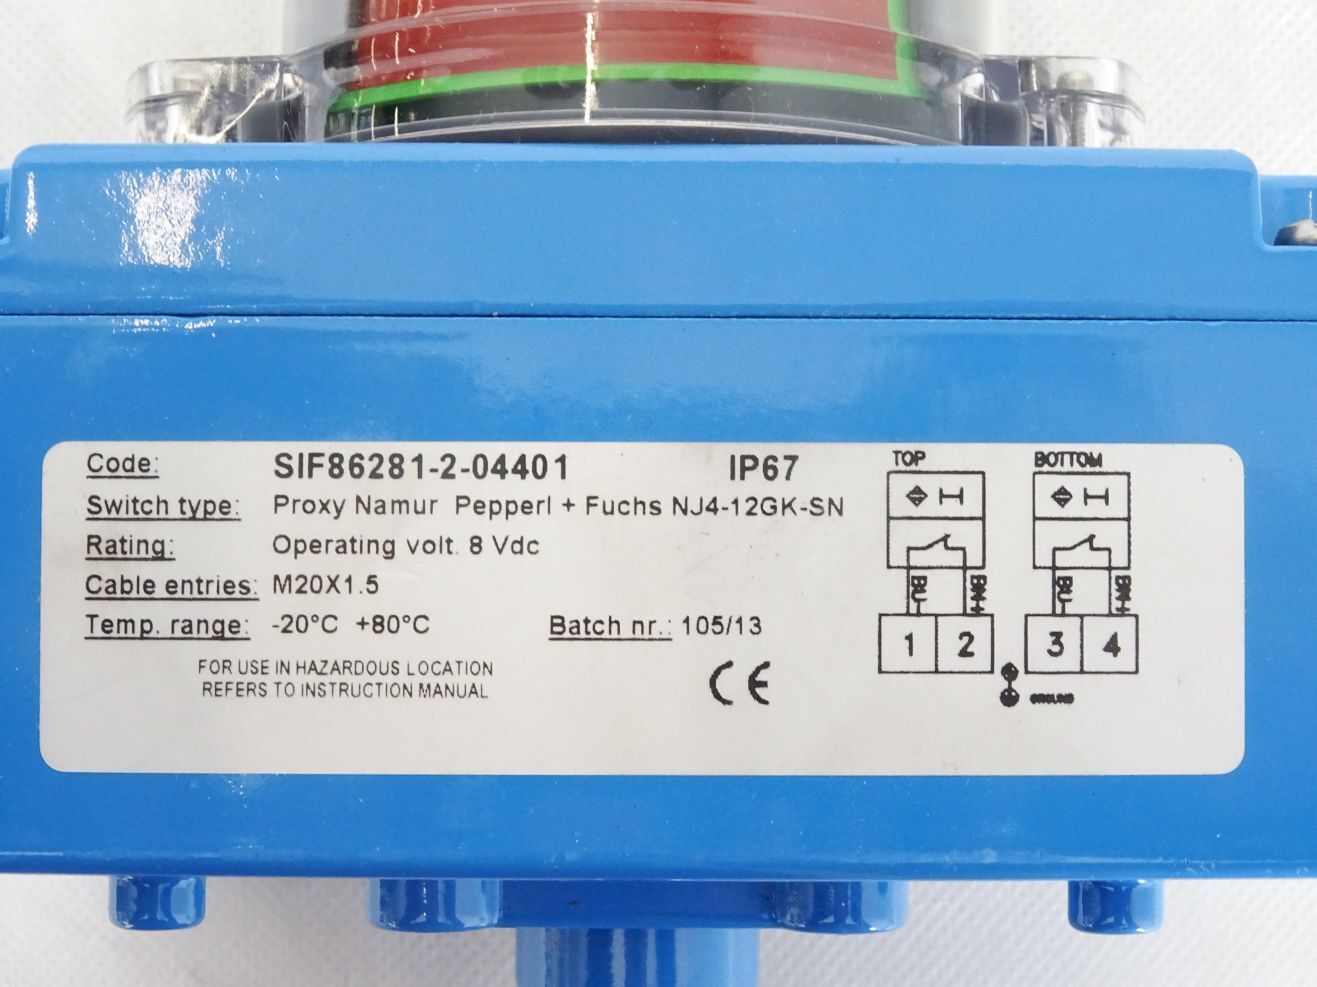 Code: SIF86281-2-04401 IP67
Switch type: Proxy Namur Pepperl + Fuchs NJ4-12GK-SN
Rating: Operating volt. 8 Vdc
Cable entries: M20X1.5
Temp. range: -20°C +80°C Batch nr.: 105/13
FOR USE IN HAZARDOUS LOCATION
REFERS TO INSTRUCTION MANUAL
CE
TOP BOTTOM
BU BN+ BU BN+
1 2 3 4
GROUND